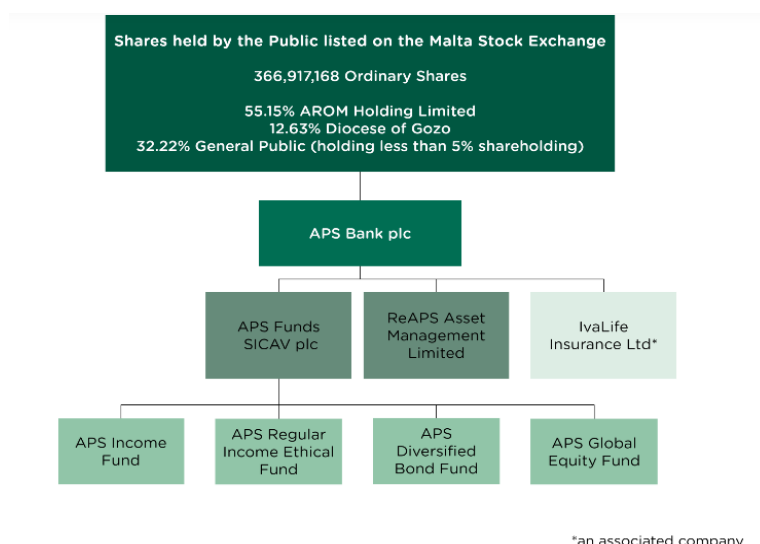 Shares held by the Public listed on the Malta Stock Exchange
366,917,168 Ordinary Shares
55.15% AROM Holding Limited
12.63% Diocese of Gozo
32.22% General Public (holding less than 5% shareholding)
APS Bank plc
APS Funds
SICAV plc
ReAPS Asset
Management
Limited
IvaLife
Insurance Ltd*
APS Income
Fund
APS Regular
Income Ethical
Fund
APS
Diversified
Bond Fund
APS Global
Equity Fund
*an associated company